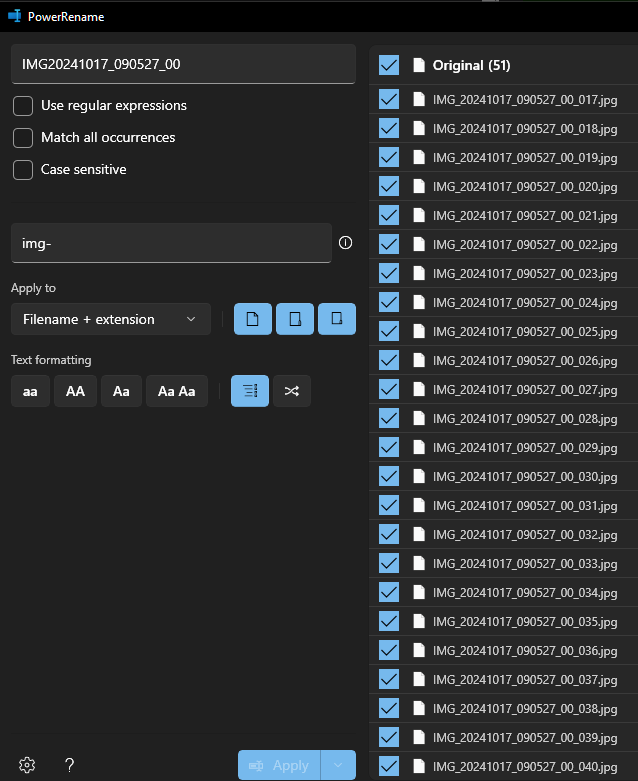 PowerRename
IMG20241017_090527_00
Use regular expressions
Match all occurrences
Case sensitive
img-
Apply to
Filename + extension
Text formatting
aa AA Aa Aa Aa
?
Apply
Original (51)
IMG_20241017_090527_00_017.jpg
IMG_20241017_090527_00_018.jpg
IMG_20241017_090527_00_019.jpg
IMG_20241017_090527_00_020.jpg
IMG_20241017_090527_00_021.jpg
IMG_20241017_090527_00_022.jpg
IMG_20241017_090527_00_023.jpg
IMG_20241017_090527_00_024.jpg
IMG_20241017_090527_00_025.jpg
IMG_20241017_090527_00_026.jpg
IMG_20241017_090527_00_027.jpg
IMG_20241017_090527_00_028.jpg
IMG_20241017_090527_00_029.jpg
IMG_20241017_090527_00_030.jpg
IMG_20241017_090527_00_031.jpg
IMG_20241017_090527_00_032.jpg
IMG_20241017_090527_00_033.jpg
IMG_20241017_090527_00_034.jpg
IMG_20241017_090527_00_035.jpg
IMG_20241017_090527_00_036.jpg
IMG_20241017_090527_00_037.jpg
IMG_20241017_090527_00_038.jpg
IMG_20241017_090527_00_039.jpg
IMG_20241017_090527_00_040.jpg